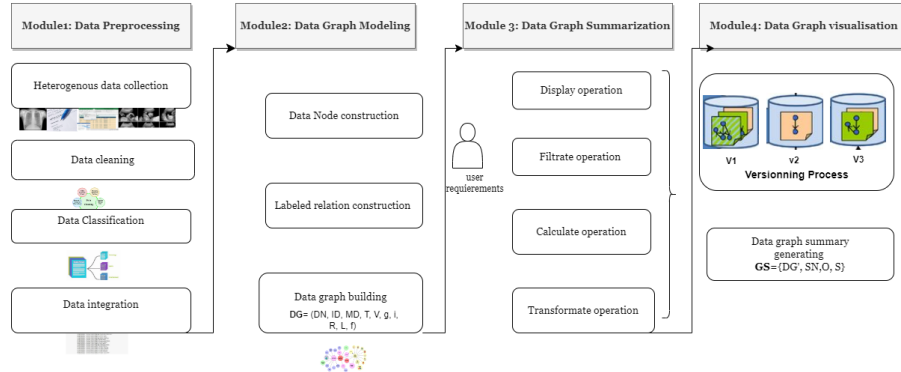 Module1: Data Preprocessing
Heterogenous data collection
Data cleaning
Data Classification
Data integration
Module2: Data Graph Modeling
Data Node construction
Labeled relation construction
Data graph building
DG= (DN, ID, MD, T, V, g, i,
R, L, f)
Module 3: Data Graph Summarization
user
requierements
Display operation
Filtrate operation
Calculate operation
Transformate operation
Module4: Data Graph visualisation
V1
v2
V3
Versionning Process
Data graph summary
generating
GS={DG', SN,O, S}